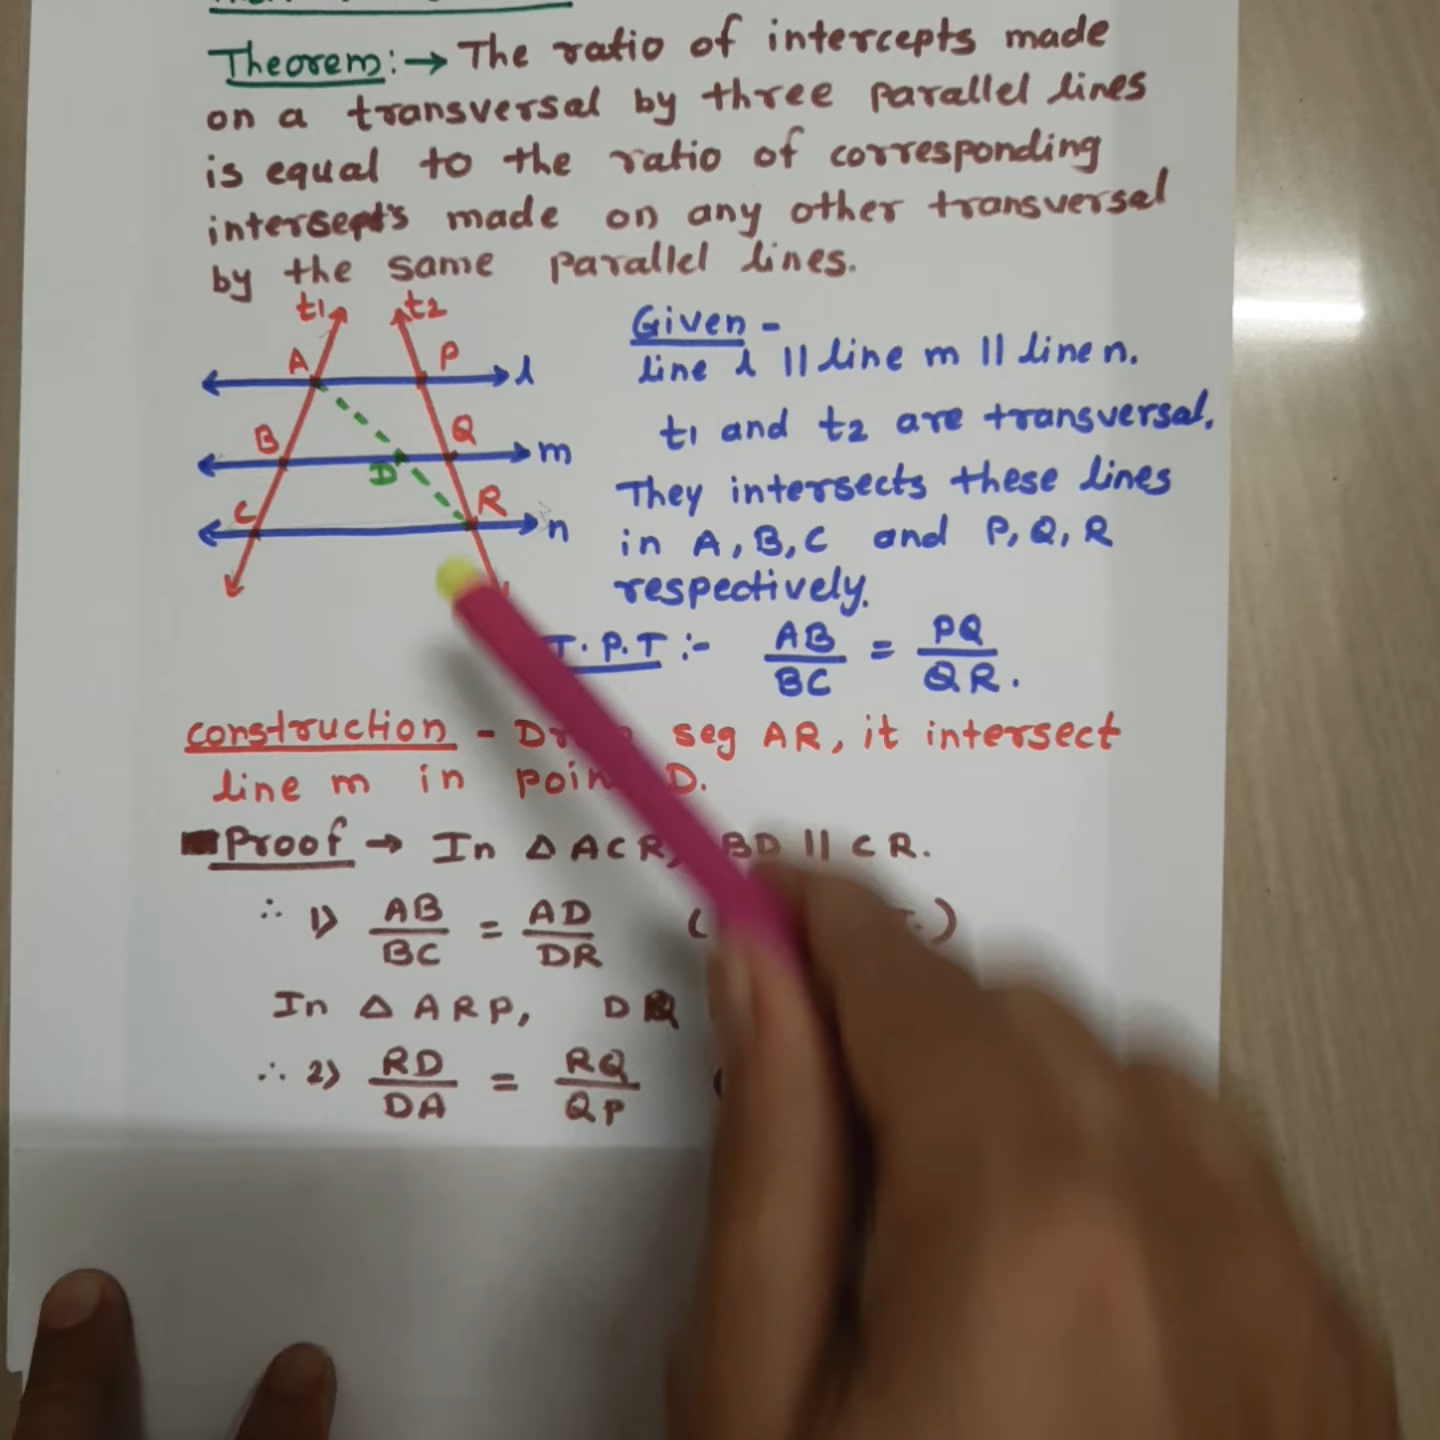 Theorem:→ The ratio of intercepts made
on a transversal by three parallel lines
is equal to the ratio of corresponding
intersept's made on any other transversal
by the same parallel lines.
t1 t2
A P l
B Q m
D
C R n
Given -
line l || line m || line n.
t1 and t2 are transversal.
They intersects these lines
in A, B, C and P, Q, R
respectively.
T.P.T :- AB/BC = PQ/QR.
construction - seg AR, it intersect
line m in D.
Proof → In △ ACR, BD || CR.
∴ 1) AB/BC = AD/DR ( .)
In △ ARP, DQ
∴ 2) RD/DA = RQ/QP (